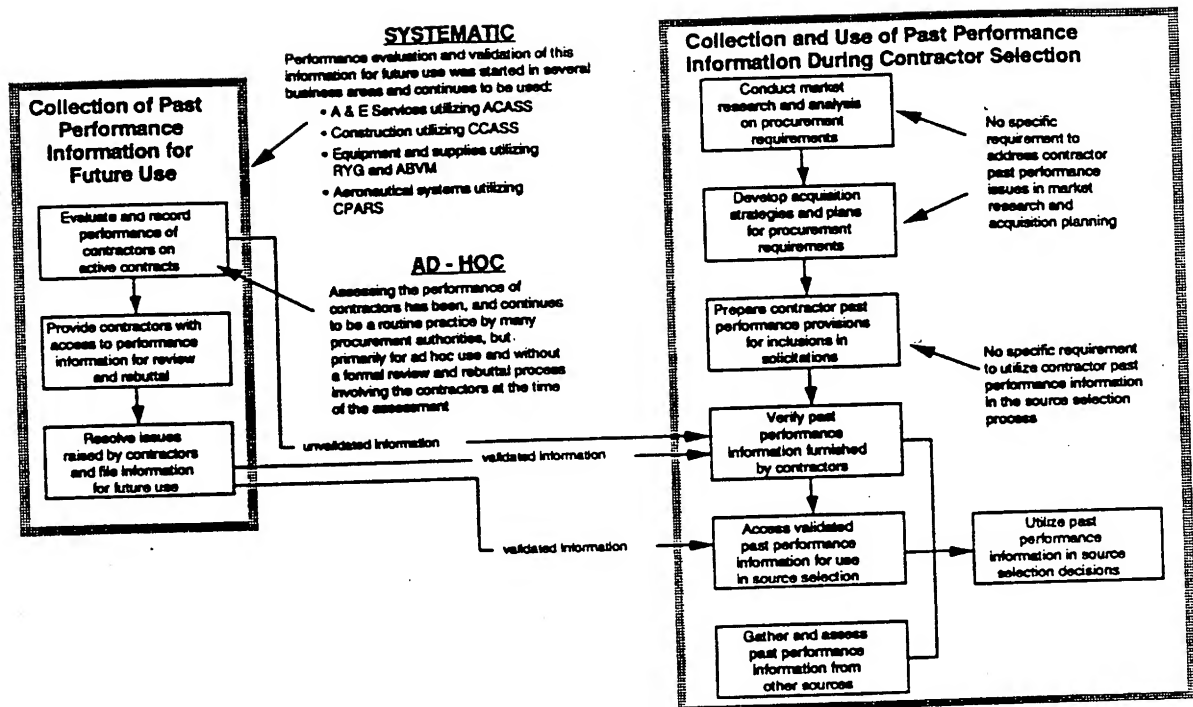 SYSTEMATIC
Performance evaluation and validation of this
information for future use was started in several
business areas and continues to be used:
• A & E Services utilizing ACASS
• Construction utilizing CCASS
• Equipment and supplies utilizing
RYG and ABVM
• Aeronautical systems utilizing
CPARS
Collection of Past
Performance
Information for
Future Use
Evaluate and record
performance of
contractors on
active contracts
Provide contractors with
access to performance
information for review
and rebuttal
Resolve issues
raised by contractors
and file information
for future use
AD - HOC
Assessing the performance of
contractors has been, and continues
to be a routine practice by many
procurement authorities, but
primarily for ad hoc use and without
a formal review and rebuttal process
involving the contractors at the time
of the assessment
unvalidated information
validated information
validated information
Collection and Use of Past Performance
Information During Contractor Selection
Conduct market
research and analysis
on procurement
requirements
Develop acquisition
strategies and plans
for procurement
requirements
Prepare contractor past
performance provisions
for inclusions in
solicitations
Verify past
performance
information furnished
by contractors
Access validated
past performance
information for use
in source selection
Gather and assess
past performance
information from
other sources
No specific
requirement to
address contractor
past performance
issues in market
research and
acquisition planning
No specific requirement
to utilize contractor past
performance information
in the source selection
process
Utilize past
performance
information in source
selection decisions